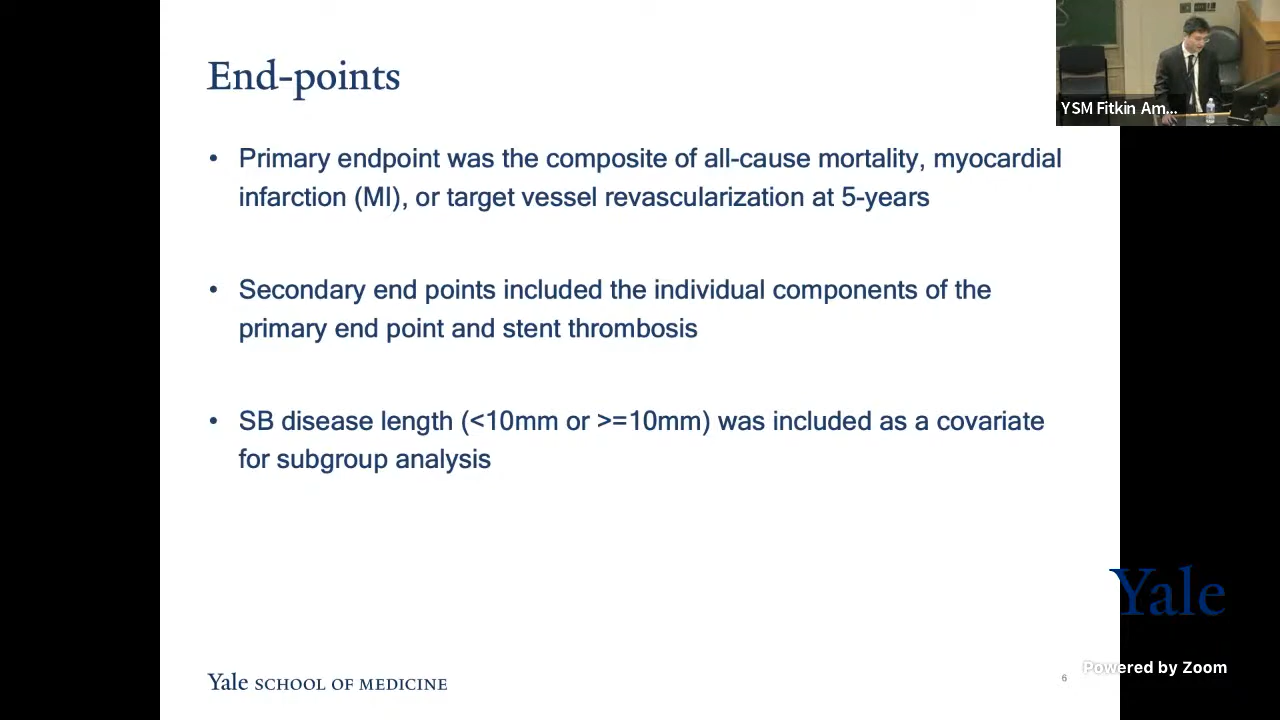 End-points
YSM Fitkin Am...
• Primary endpoint was the composite of all-cause mortality, myocardial
infarction (MI), or target vessel revascularization at 5-years
• Secondary end points included the individual components of the
primary end point and stent thrombosis
• SB disease length (<10mm or >=10mm) was included as a covariate
for subgroup analysis
Yale
Powered by Zoom
Yale SCHOOL OF MEDICINE
6